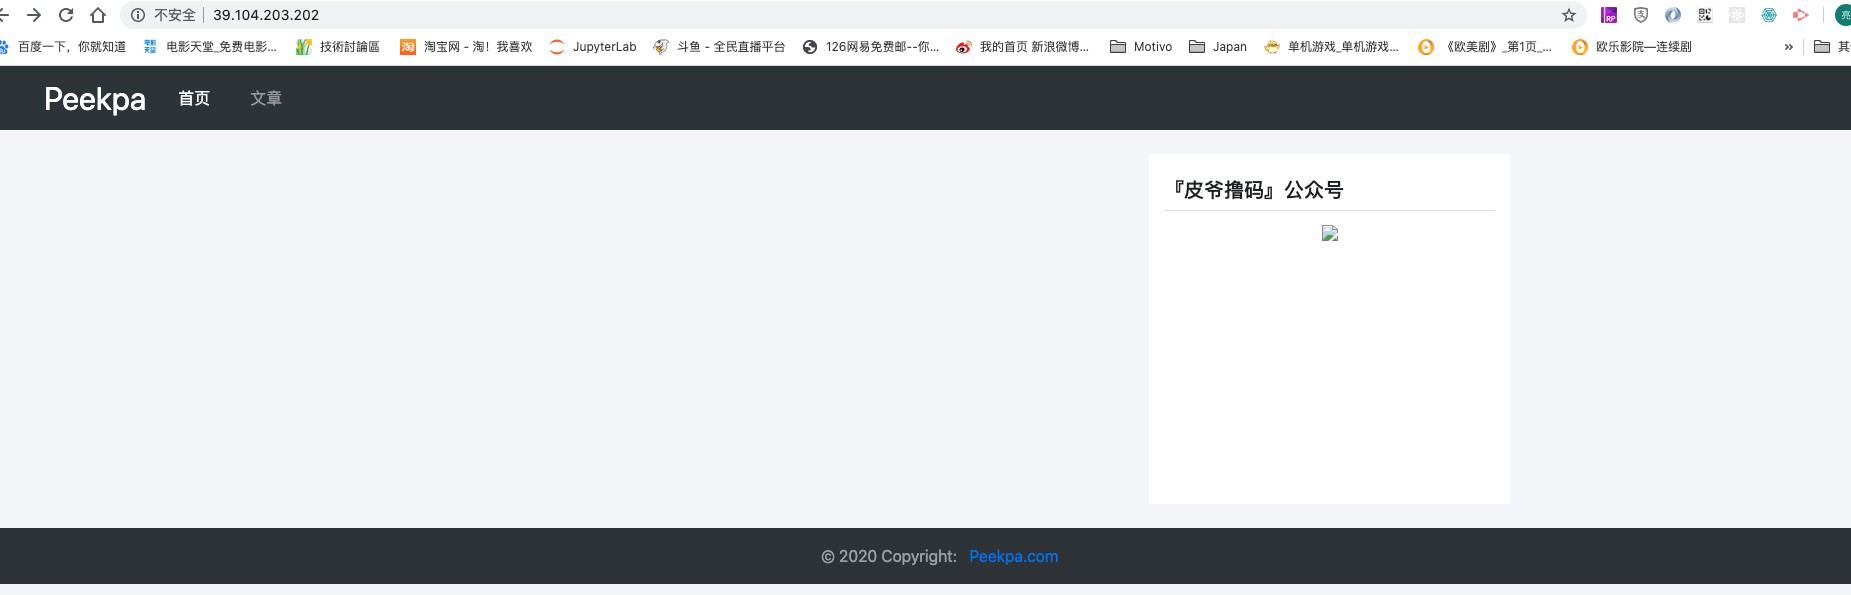 不安全 39.104.203.202
百度一下，你就知道 电影天堂_免费电影... 技術討論區 淘宝网 - 淘！我喜欢 JupyterLab 斗鱼 - 全民直播平台 126网易免费邮--你... 我的首页 新浪微博... Motivo Japan 单机游戏_单机游戏... 《欧美剧》_第1页_... 欧乐影院—连续剧 »
Peekpa 首页 文章
『皮爷撸码』公众号
© 2020 Copyright: Peekpa.com